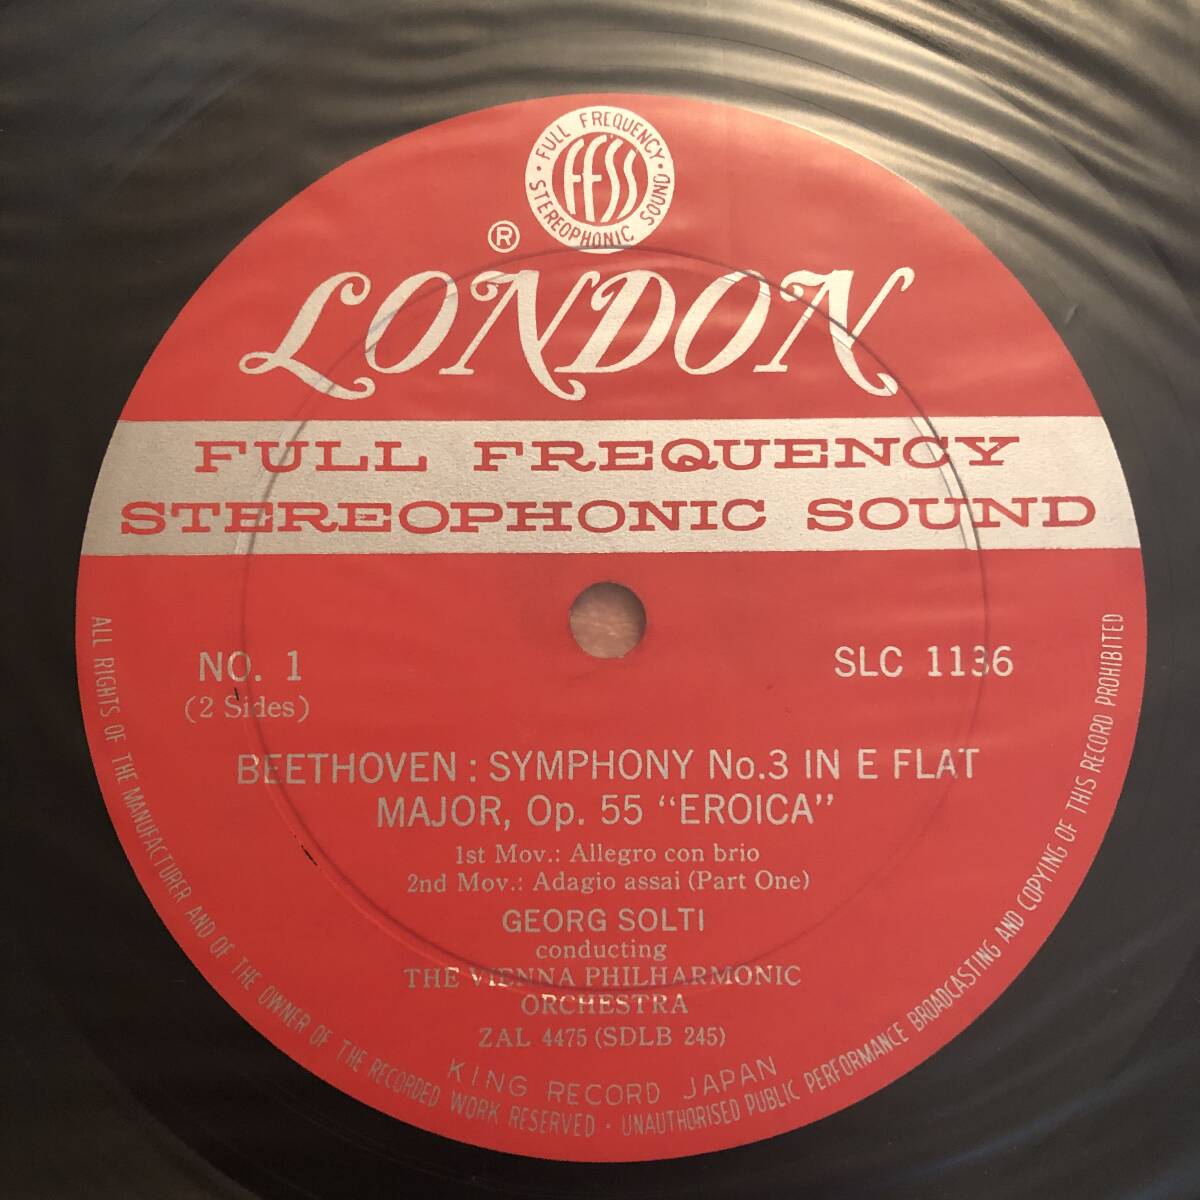 FULL FREQUENCY
FFSS
STEREOPHONIC SOUND
®
LONDON
FULL FREQUENCY
STEREOPHONIC SOUND
NO. 1
(2 Sides)
SLC 1136
BEETHOVEN : SYMPHONY No.3 IN E FLAT
MAJOR, Op. 55 "EROICA"
1st Mov.: Allegro con brio
2nd Mov.: Adagio assai (Part One)
GEORG SOLTI
conducting
THE VIENNA PHILHARMONIC
ORCHESTRA
ZAL 4475 (SDLB 245)
KING RECORD JAPAN
ALL RIGHTS OF THE MANUFACTURER AND OF THE OWNER OF THE RECORDED WORK RESERVED · UNAUTHORISED PUBLIC PERFORMANCE BROADCASTING AND COPYING OF THIS RECORD PROHIBITED